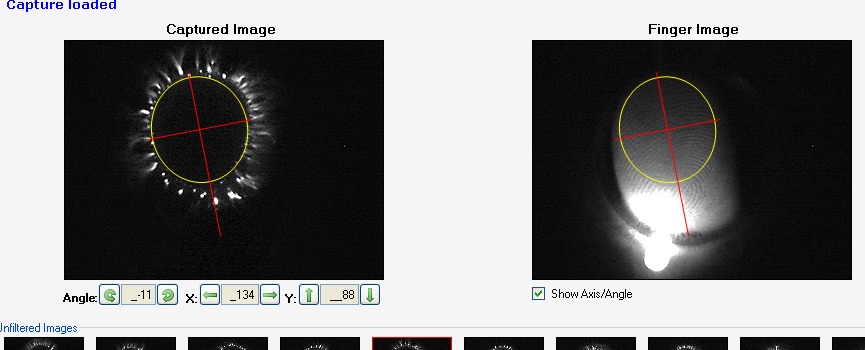 Capture loaded
Captured Image
Finger Image
Angle: _-11 X: _134 Y: __88
Show Axis/Angle
Unfiltered Images